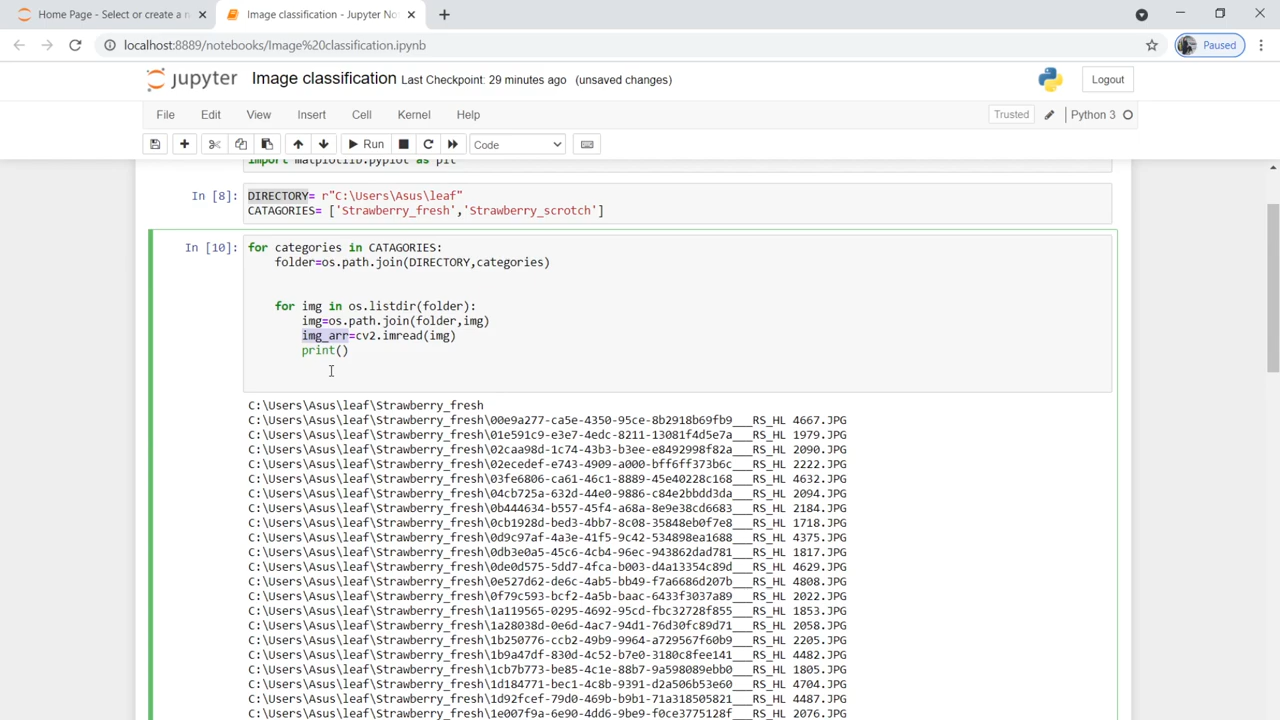 Home Page - Select or create a n
Image classification - Jupyter No
localhost:8889/notebooks/Image%20classification.ipynb
Paused
jupyter Image classification Last Checkpoint: 29 minutes ago (unsaved changes)
Logout
File Edit View Insert Cell Kernel Help
Trusted Python 3
Run Code
import matplotlib.pyplot as plt
In [8]: DIRECTORY= r"C:\Users\Asus\leaf"
CATAGORIES= ['Strawberry_fresh','Strawberry_scrotch']
In [10]: for categories in CATAGORIES:
folder=os.path.join(DIRECTORY,categories)
for img in os.listdir(folder):
img=os.path.join(folder,img)
img_arr=cv2.imread(img)
print()
C:\Users\Asus\leaf\Strawberry_fresh
C:\Users\Asus\leaf\Strawberry_fresh\00e9a277-ca5e-4350-95ce-8b2918b69fb9___RS_HL 4667.JPG
C:\Users\Asus\leaf\Strawberry_fresh\01e591c9-e3e7-4edc-8211-13081f4d5e7a___RS_HL 1979.JPG
C:\Users\Asus\leaf\Strawberry_fresh\02caa98d-1c74-43b3-b3ee-e8492998f82a___RS_HL 2090.JPG
C:\Users\Asus\leaf\Strawberry_fresh\02ecedef-e743-4909-a000-bff6ff373b6c___RS_HL 2222.JPG
C:\Users\Asus\leaf\Strawberry_fresh\03fe6806-ca61-46c1-8889-45e40228c168___RS_HL 4632.JPG
C:\Users\Asus\leaf\Strawberry_fresh\04cb725a-632d-44e0-9886-c84e2bbdd3da___RS_HL 2094.JPG
C:\Users\Asus\leaf\Strawberry_fresh\0b444634-b557-45f4-a68a-8e9e38cd6683___RS_HL 2184.JPG
C:\Users\Asus\leaf\Strawberry_fresh\0cb1928d-bed3-4bb7-8c08-35848eb0f7e8___RS_HL 1718.JPG
C:\Users\Asus\leaf\Strawberry_fresh\0d9c97af-4a3e-41f5-9c42-534898ea1688___RS_HL 4375.JPG
C:\Users\Asus\leaf\Strawberry_fresh\0db3e0a5-45c6-4cb4-96ec-943862dad781___RS_HL 1817.JPG
C:\Users\Asus\leaf\Strawberry_fresh\0de0d575-5dd7-4fca-b003-d4a13354c89d___RS_HL 4629.JPG
C:\Users\Asus\leaf\Strawberry_fresh\0e527d62-de6c-4ab5-bb49-f7a6686d207b___RS_HL 4808.JPG
C:\Users\Asus\leaf\Strawberry_fresh\0f79c593-bcf2-4a5b-baac-6433f3037a89___RS_HL 2022.JPG
C:\Users\Asus\leaf\Strawberry_fresh\1a119565-0295-4692-95cd-fbc32728f855___RS_HL 1853.JPG
C:\Users\Asus\leaf\Strawberry_fresh\1a28038d-0e6d-4ac7-94d1-76d30fc89d71___RS_HL 2058.JPG
C:\Users\Asus\leaf\Strawberry_fresh\1b250776-ccb2-49b9-9964-a729567f60b9___RS_HL 2205.JPG
C:\Users\Asus\leaf\Strawberry_fresh\1b9a47df-830d-4c52-b7e0-3180c8fee141___RS_HL 4482.JPG
C:\Users\Asus\leaf\Strawberry_fresh\1cb7b773-be85-4c1e-88b7-9a598089ebb0___RS_HL 1805.JPG
C:\Users\Asus\leaf\Strawberry_fresh\1d184771-bec1-4c8b-9391-d2a506b53e60___RS_HL 4704.JPG
C:\Users\Asus\leaf\Strawberry_fresh\1d92fcef-79d0-469b-b9b1-71a318505821___RS_HL 4487.JPG
C:\Users\Asus\leaf\Strawberry_fresh\1e007f9a-6e90-4dd6-9be9-f0ce3775128f___RS_HL 2076.JPG